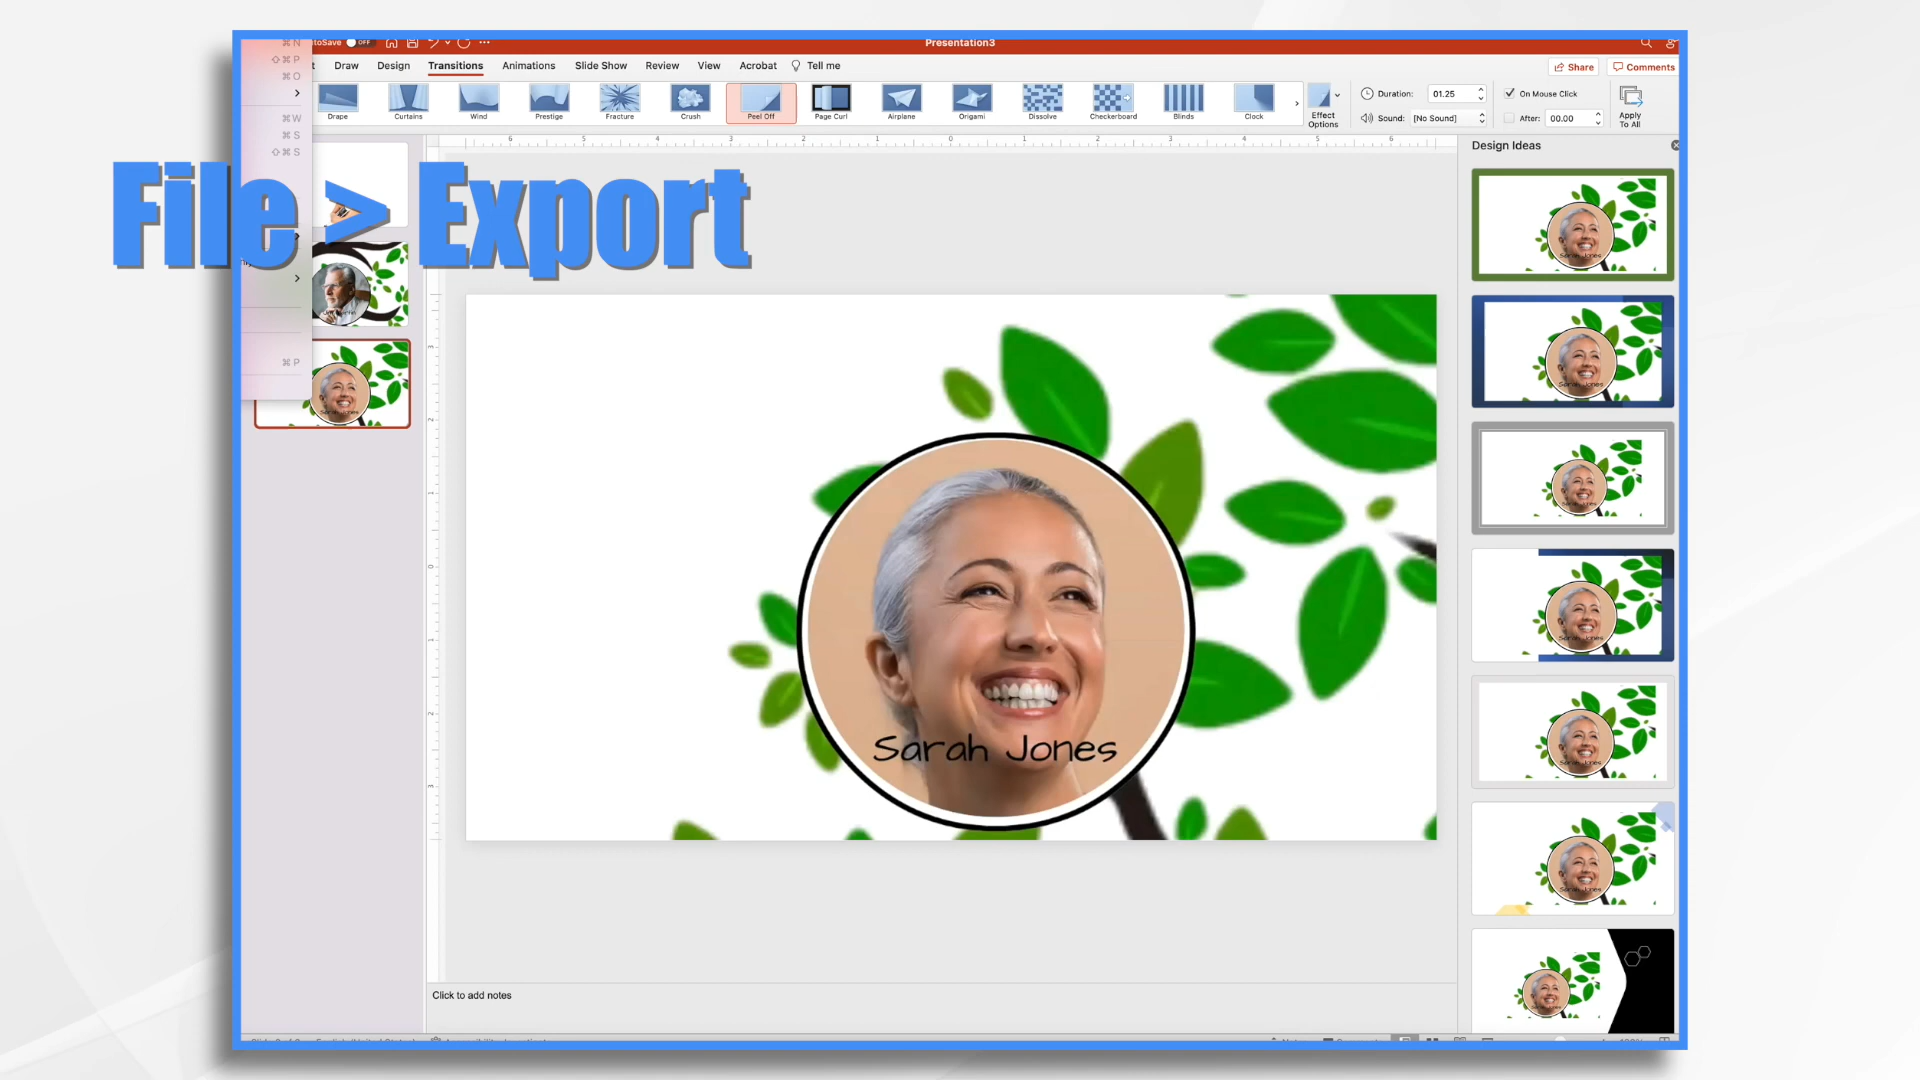 ⌘N
OFF
Presentation3
⇧⌘P
⌘O
Draw
Design
Transitions
Animations
Slide Show
Review
View
Acrobat
Tell me
Share
Comments
Drape
Curtains
Wind
Prestige
Fracture
Crush
Peel Off
Page Curl
Airplane
Origami
Dissolve
Checkerboard
Blinds
Clock
Effect
Options
Duration:
01.25
On Mouse Click
Sound:
[No Sound]
After:
00.00
Apply
To All
⌘W
⌘S
⇧⌘S
⌘P
File > Export
Design Ideas
Sarah Jones
Click to add notes